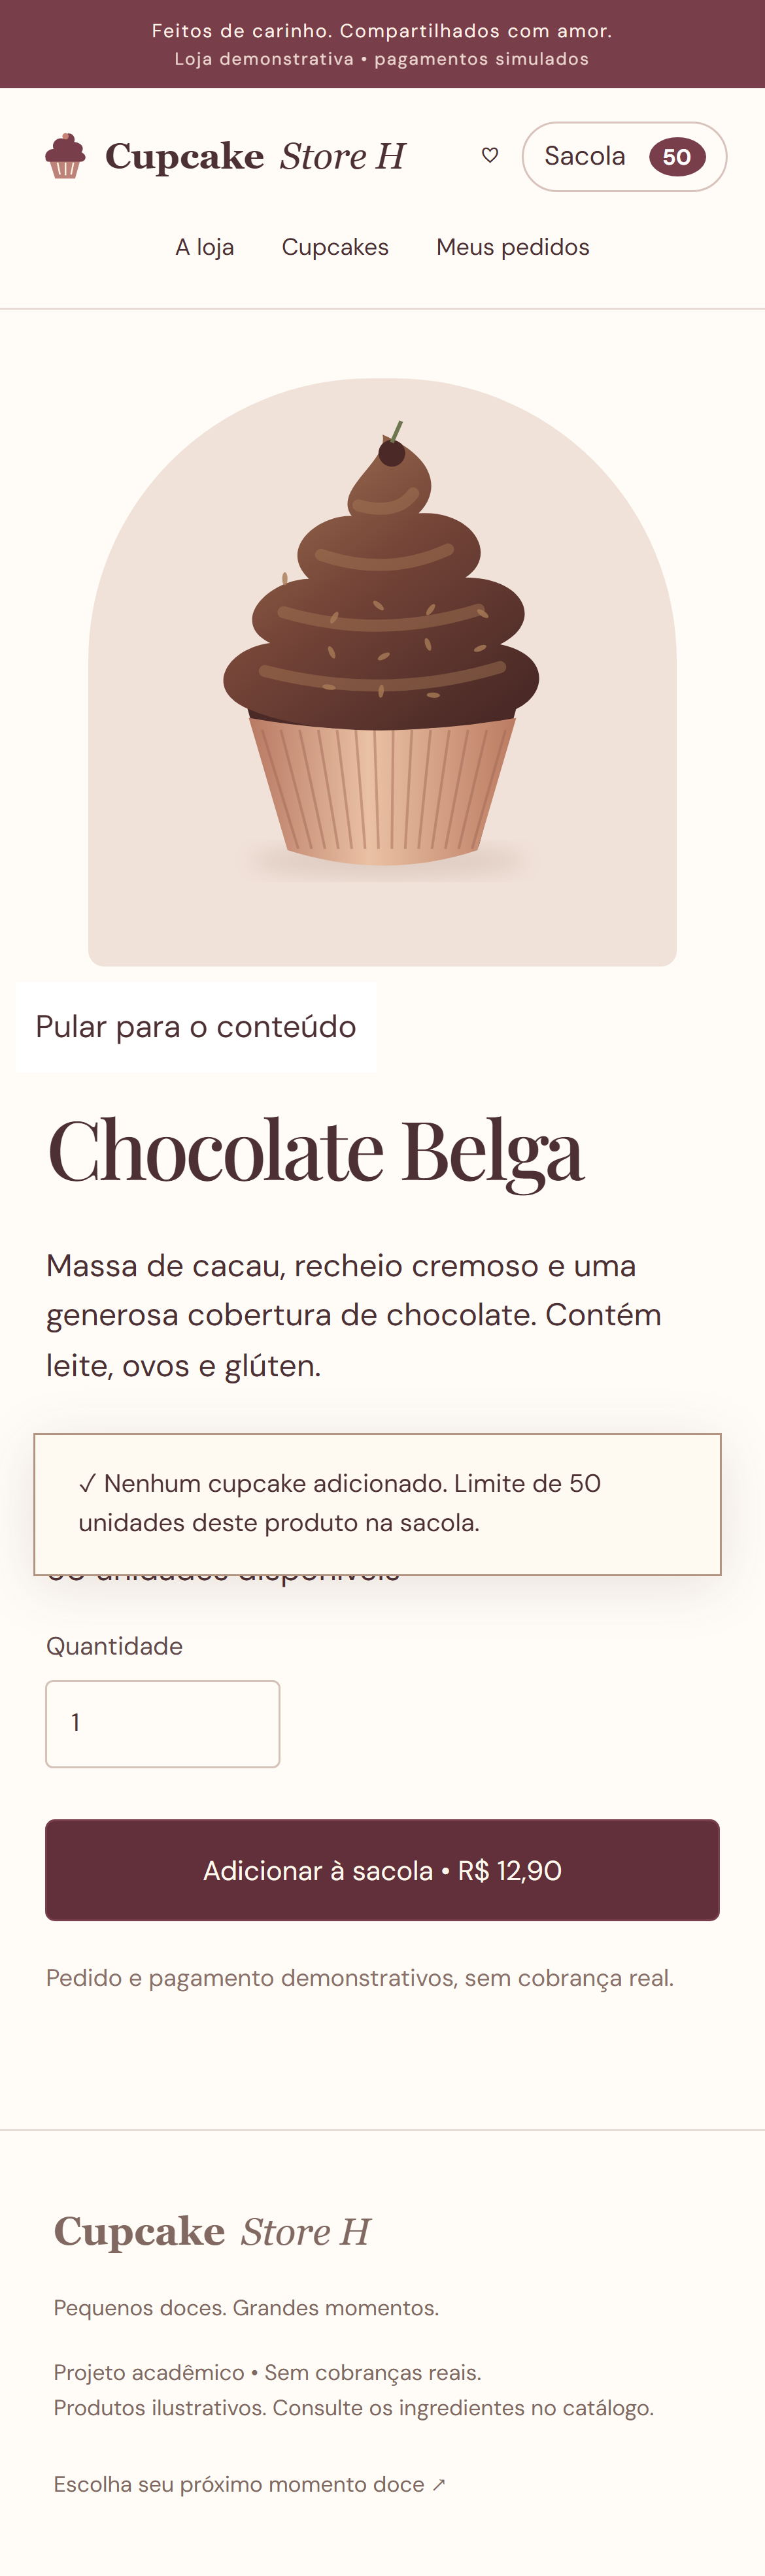 Feitos de carinho. Compartilhados com amor.
Loja demonstrativa • pagamentos simulados
Cupcake Store H
♡
Sacola 50
A loja Cupcakes Meus pedidos
Pular para o conteúdo
Chocolate Belga
Massa de cacau, recheio cremoso e uma
generosa cobertura de chocolate. Contém
leite, ovos e glúten.
✓ Nenhum cupcake adicionado. Limite de 50
unidades deste produto na sacola.
unidades disponíveis
Quantidade
1
Adicionar à sacola • R$ 12,90
Pedido e pagamento demonstrativos, sem cobrança real.
Cupcake Store H
Pequenos doces. Grandes momentos.
Projeto acadêmico • Sem cobranças reais.
Produtos ilustrativos. Consulte os ingredientes no catálogo.
Escolha seu próximo momento doce ↗